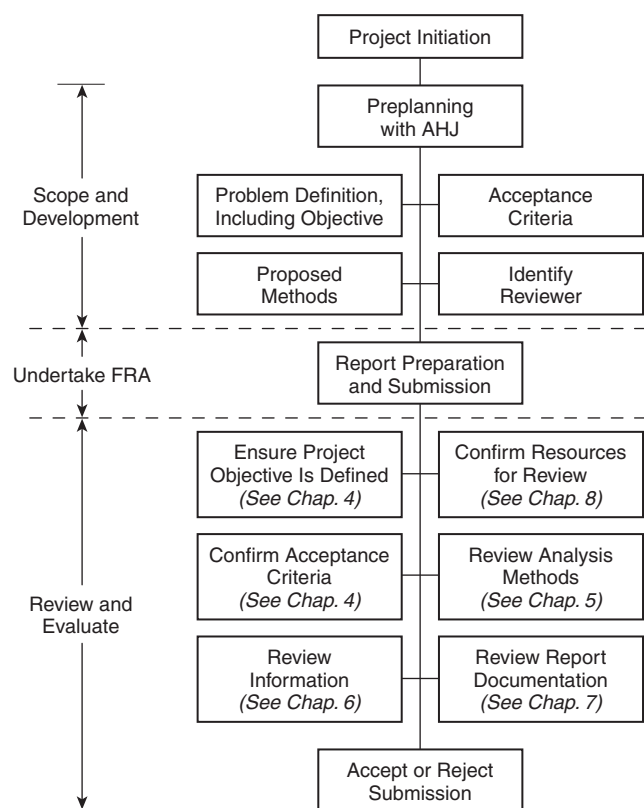 Project Initiation
Preplanning
with AHJ
Scope and
Development
Problem Definition,
Including Objective
Acceptance
Criteria
Proposed
Methods
Identify
Reviewer
Undertake FRA
Report Preparation
and Submission
Review and
Evaluate
Ensure Project
Objective Is Defined
(See Chap. 4)
Confirm Resources
for Review
(See Chap. 8)
Confirm Acceptance
Criteria
(See Chap. 4)
Review Analysis
Methods
(See Chap. 5)
Review
Information
(See Chap. 6)
Review Report
Documentation
(See Chap. 7)
Accept or Reject
Submission